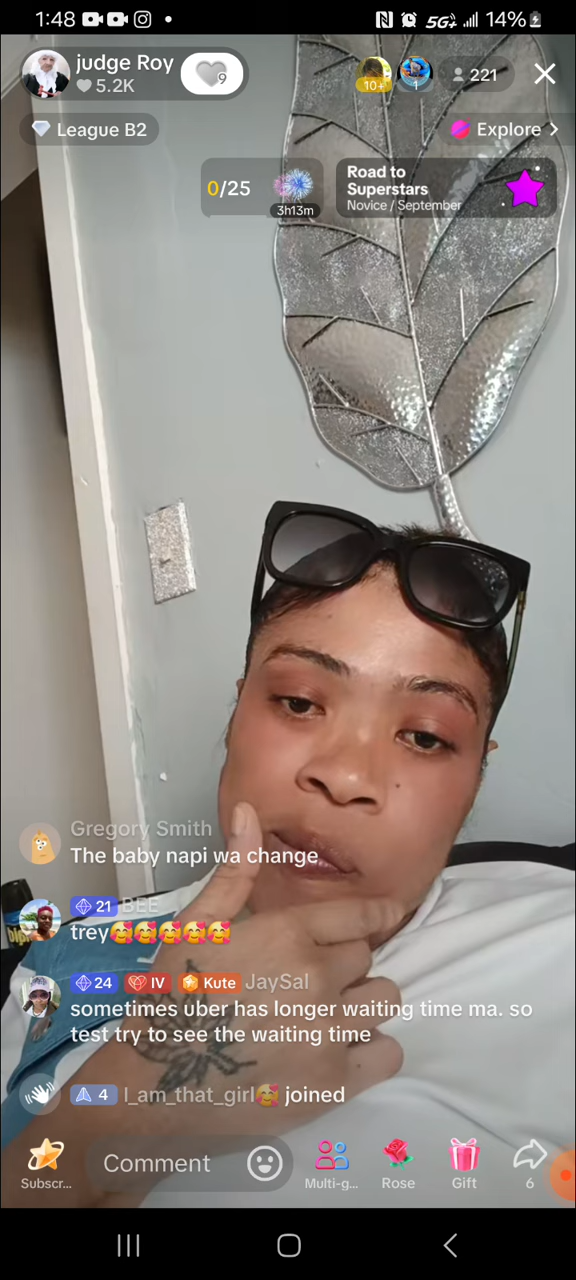 1:48
5G+
14%
judge Roy
5.2K
9
10+
1
221
League B2
Explore
0/25
3h13m
Road to
Superstars
Novice / September
Gregory Smith
The baby napi wa change
21 BEE
trey🥰🥰🥰🥰🥰
24 IV Kute JaySal
sometimes uber has longer waiting time ma. so
test try to see the waiting time
4 I_am_that_girl🥰 joined
Comment
Subscr...
Multi-g...
Rose
Gift
6